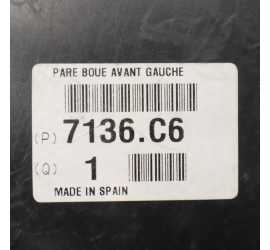 PARE BOUE AVANT GAUCHE
(P) 7136.C6
(Q) 1
MADE IN SPAIN